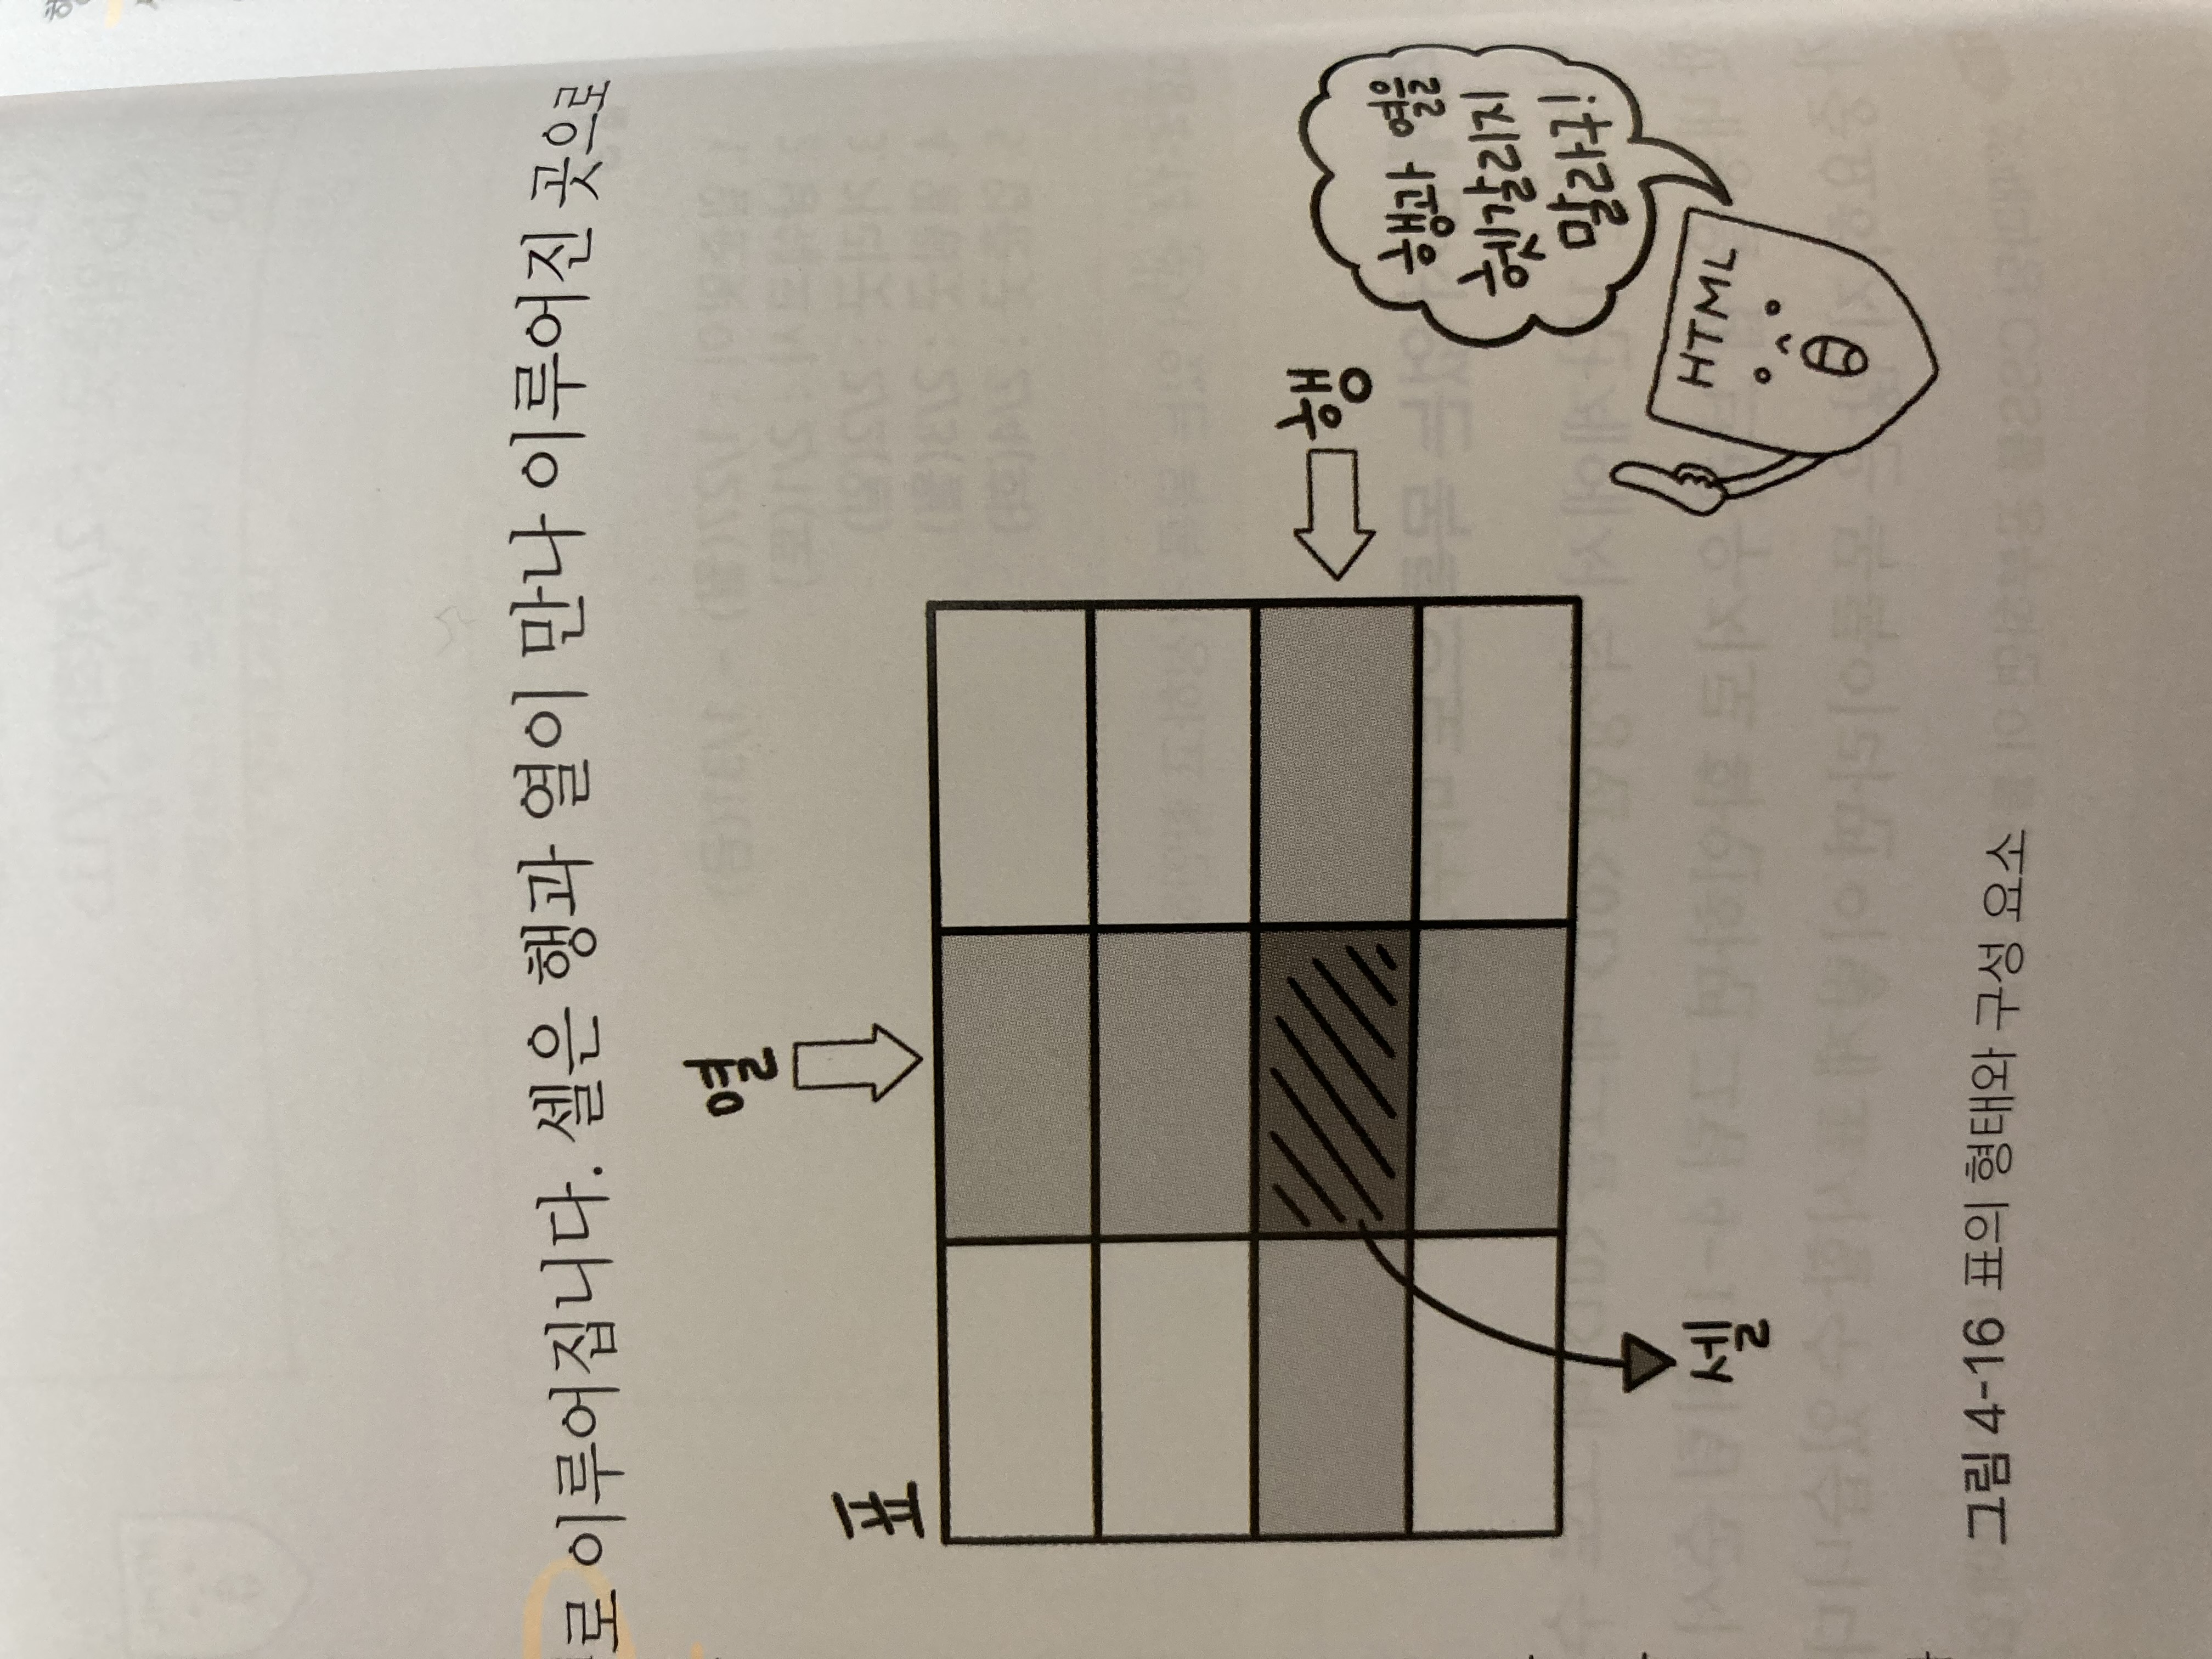 로 이루어집니다. 셀은 행과 열이 만나 이루어진 곳으로
열
표
행
행과 열을
헷갈리지
말라구!
HTML
셀
그림 4-16 표의 형태와 구성 요소